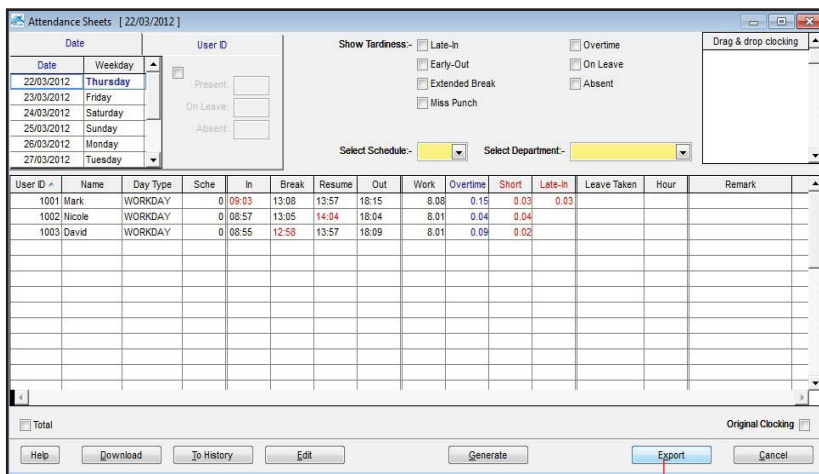 Attendance Sheets [ 22/03/2012 ]
Date User ID
Date Weekday
22/03/2012 Thursday
23/03/2012 Friday
24/03/2012 Saturday
25/03/2012 Sunday
26/03/2012 Monday
27/03/2012 Tuesday
Present:
On Leave:
Absent:
Show Tardiness:- Late-In Overtime
Early-Out On Leave
Extended Break Absent
Miss Punch
Select Schedule:- Select Department:-
Drag & drop clocking
User ID Name Day Type Sche In Break Resume Out Work Overtime Short Late-In Leave Taken Hour Remark
1001 Mark WORKDAY 0 09:03 13:08 13:57 18:15 8.08 0.15 0.03 0.03
1002 Nicole WORKDAY 0 08:57 13:05 14:04 18:04 8.01 0.04 0.04
1003 David WORKDAY 0 08:55 12:58 13:57 18:09 8.01 0.09 0.02
Total Original Clocking
Help Download To History Edit Generate Export Cancel